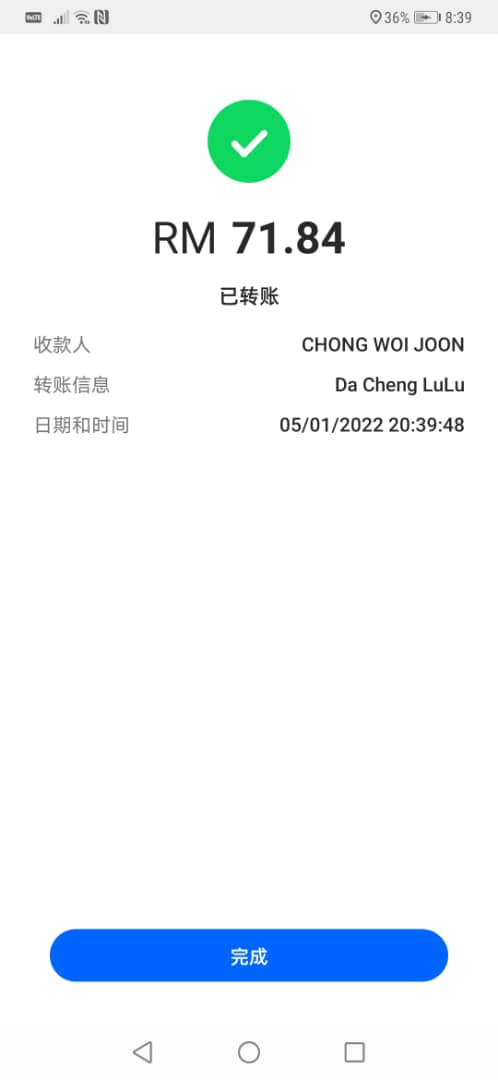 VoLTE 36% 8:39
RM 71.84
已转账
收款人 CHONG WOI JOON
转账信息 Da Cheng LuLu
日期和时间 05/01/2022 20:39:48
完成